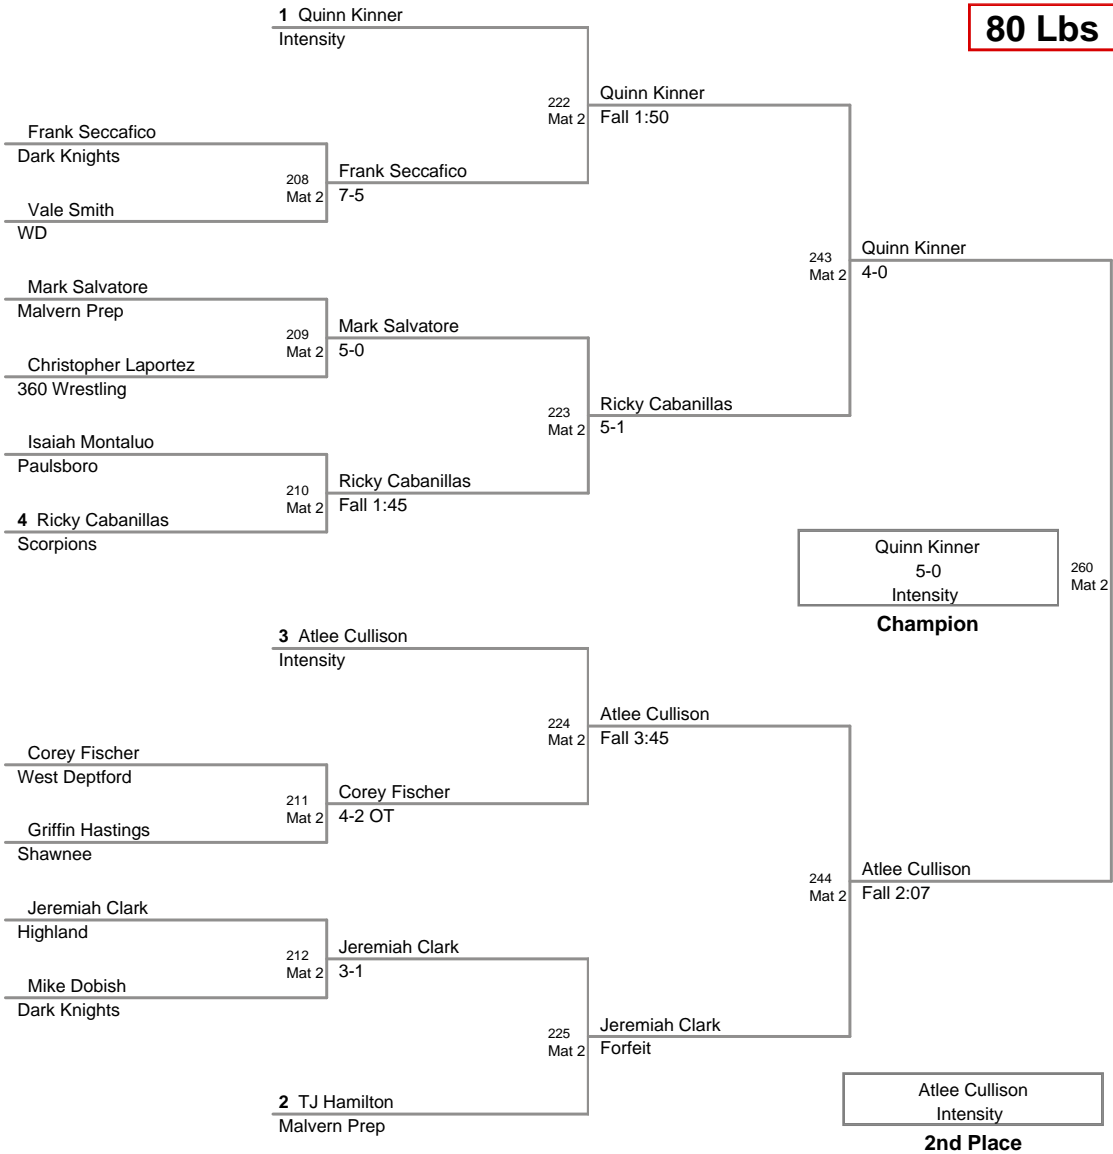 1 Quinn Kinner
Intensity
80 Lbs
222
Mat 2
Quinn Kinner
Fall 1:50
Frank Seccafico
Dark Knights
208
Mat 2
Frank Seccafico
7-5
Vale Smith
WD
243
Mat 2
Quinn Kinner
4-0
Mark Salvatore
Malvern Prep
209
Mat 2
Mark Salvatore
5-0
Christopher Laportez
360 Wrestling
223
Mat 2
Ricky Cabanillas
5-1
Isaiah Montaluo
Paulsboro
210
Mat 2
Ricky Cabanillas
Fall 1:45
4 Ricky Cabanillas
Scorpions
Quinn Kinner
5-0
Intensity
Champion
260
Mat 2
3 Atlee Cullison
Intensity
224
Mat 2
Atlee Cullison
Fall 3:45
Corey Fischer
West Deptford
211
Mat 2
Corey Fischer
4-2 OT
Griffin Hastings
Shawnee
244
Mat 2
Atlee Cullison
Fall 2:07
Jeremiah Clark
Highland
212
Mat 2
Jeremiah Clark
3-1
Mike Dobish
Dark Knights
225
Mat 2
Jeremiah Clark
Forfeit
2 TJ Hamilton
Malvern Prep
Atlee Cullison
Intensity
2nd Place